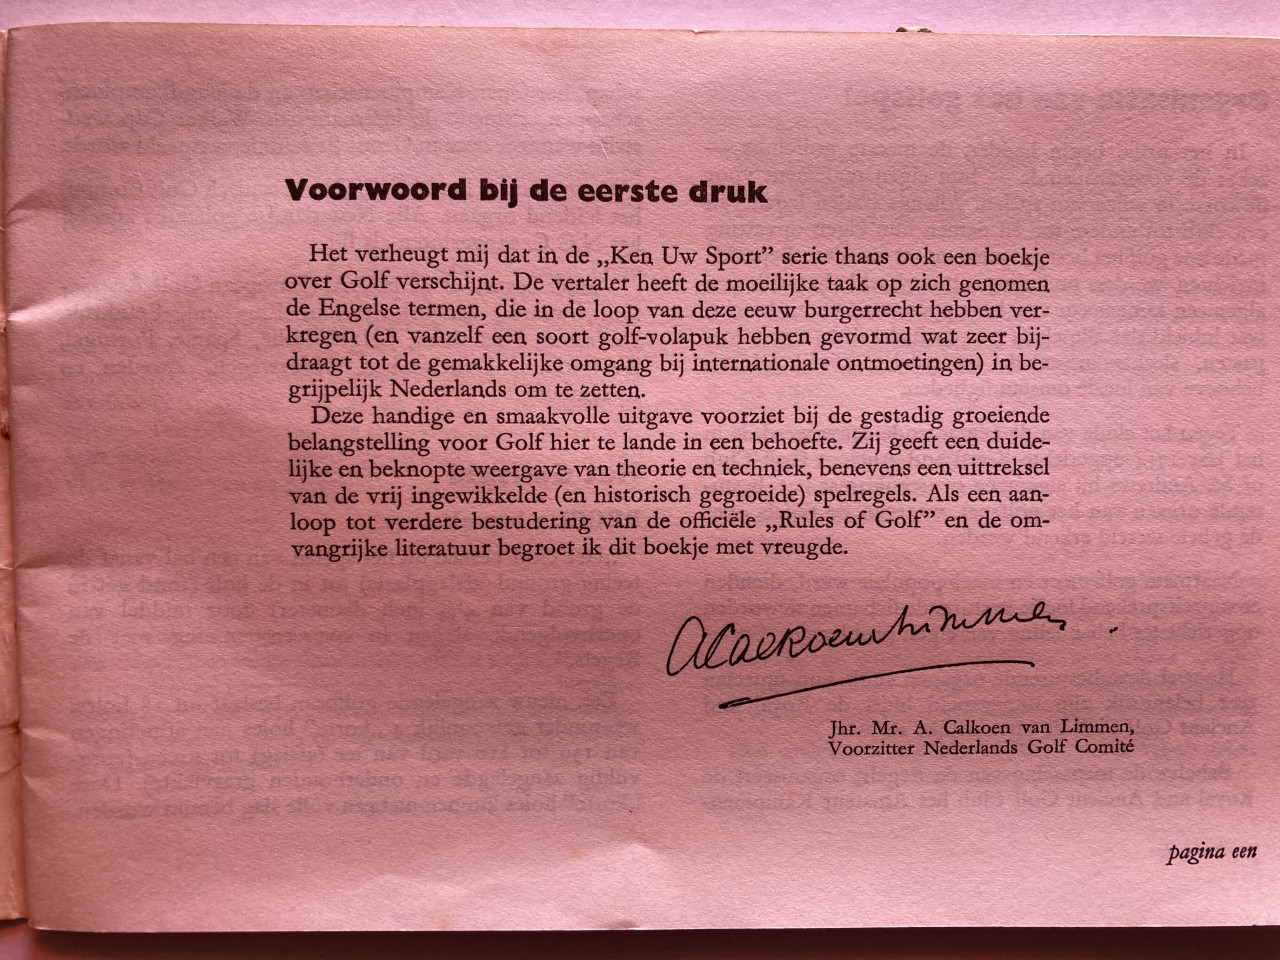 Voorwoord bij de eerste druk
Het verheugt mij dat in de „Ken Uw Sport” serie thans ook een boekje
over Golf verschijnt. De vertaler heeft de moeilijke taak op zich genomen
de Engelse termen, die in de loop van deze eeuw burgerrecht hebben ver-
kregen (en vanzelf een soort golf-volapuk hebben gevormd wat zeer bij-
draagt tot de gemakkelijke omgang bij internationale ontmoetingen) in be-
grijpelijk Nederlands om te zetten.
Deze handige en smaakvolle uitgave voorziet bij de gestadig groeiende
belangstelling voor Golf hier te lande in een behoefte. Zij geeft een duide-
lijke en beknopte weergave van theorie en techniek, benevens een uittreksel
van de vrij ingewikkelde (en historisch gegroeide) spelregels. Als een aan-
loop tot verdere bestudering van de officiële „Rules of Golf” en de om-
vangrijke literatuur begroet ik dit boekje met vreugde.
Jhr. Mr. A. Calkoen van Limmen,
Voorzitter Nederlands Golf Comité
pagina een